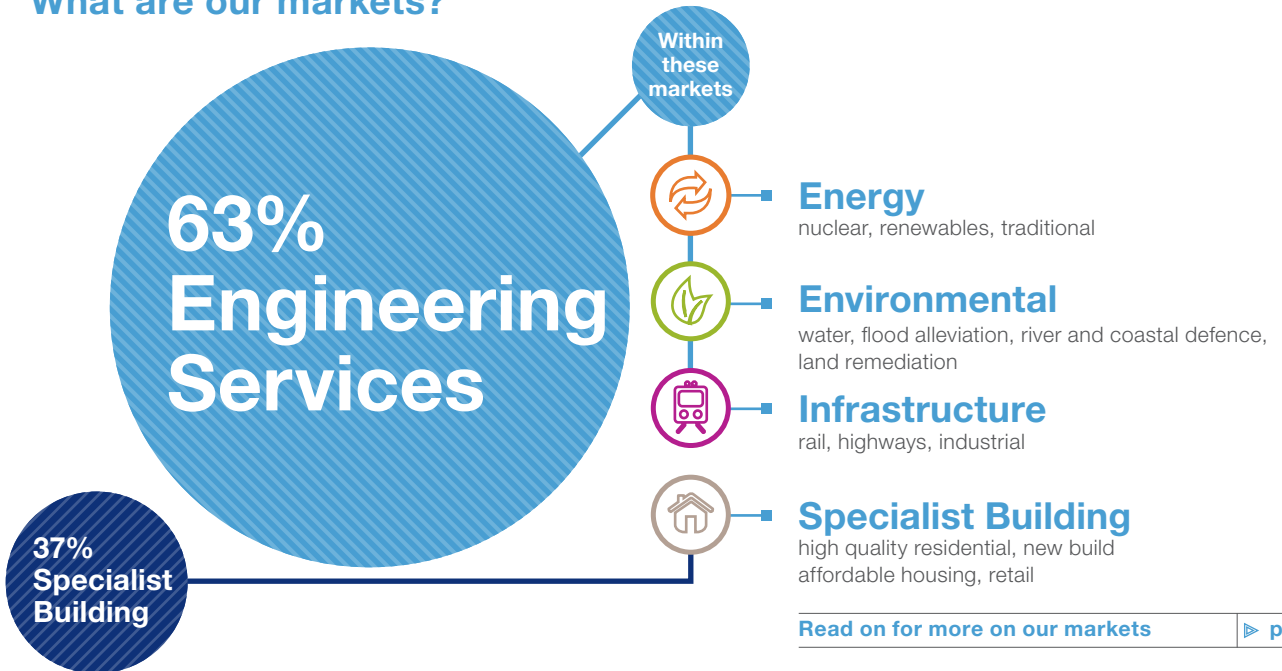 What are our markets?
Within
these
markets
63%
Engineering
Services
Energy
nuclear, renewables, traditional
Environmental
water, flood alleviation, river and coastal defence,
land remediation
Infrastructure
rail, highways, industrial
Specialist Building
high quality residential, new build
affordable housing, retail
37%
Specialist
Building
Read on for more on our markets